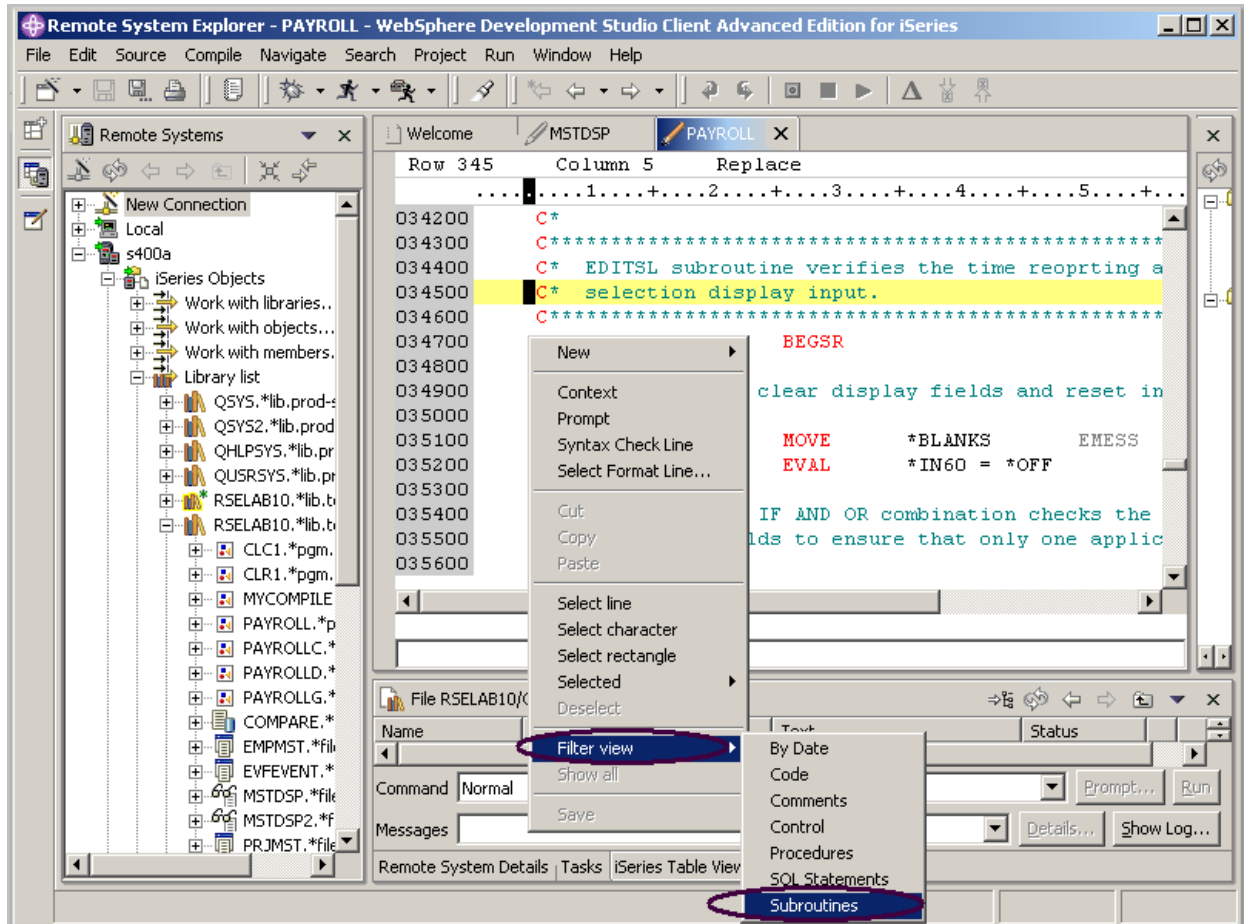 Remote System Explorer - PAYROLL - WebSphere Development Studio Client Advanced Edition for iSeries
File Edit Source Compile Navigate Search Project Run Window Help
Remote Systems
New Connection
Local
s400a
iSeries Objects
Work with libraries..
Work with objects...
Work with members.
Library list
QSYS.*lib.prod-s
QSYS2.*lib.prod
QHLPSYS.*lib.pr
QUSRSYS.*lib.pr
RSELAB10.*lib.t
RSELAB10.*lib.t
CLC1.*pgm.
CLR1.*pgm.
MYCOMPILE
PAYROLL.*p
PAYROLLC.*
PAYROLLD.*
PAYROLLG.*
COMPARE.*
EMPMST.*file
EVFEVENT.*
MSTDSP.*file
MSTDSP2.*f
PRJMST.*file
Welcome MSTDSP PAYROLL
Row 345 Column 5 Replace
.........1....+....2....+....3....+....4....+....5....+...
034200 C*
034300 C**************************************************
034400 C* EDITSL subroutine verifies the time reoprting a
034500 C* selection display input.
034600 C**************************************************
034700 BEGSR
034800
034900 clear display fields and reset in
035000
035100 MOVE *BLANKS EMESS
035200 EVAL *IN60 = *OFF
035300
035400 IF AND OR combination checks the
035500 lds to ensure that only one applic
035600
New
Context
Prompt
Syntax Check Line
Select Format Line...
Cut
Copy
Paste
Select line
Select character
Select rectangle
Selected
Deselect
Filter view
Show all
Save
By Date
Code
Comments
Control
Procedures
SQL Statements
Subroutines
File RSELAB10/
Name Text Status
Command Normal Prompt... Run
Messages Details... Show Log...
Remote System Details Tasks iSeries Table View